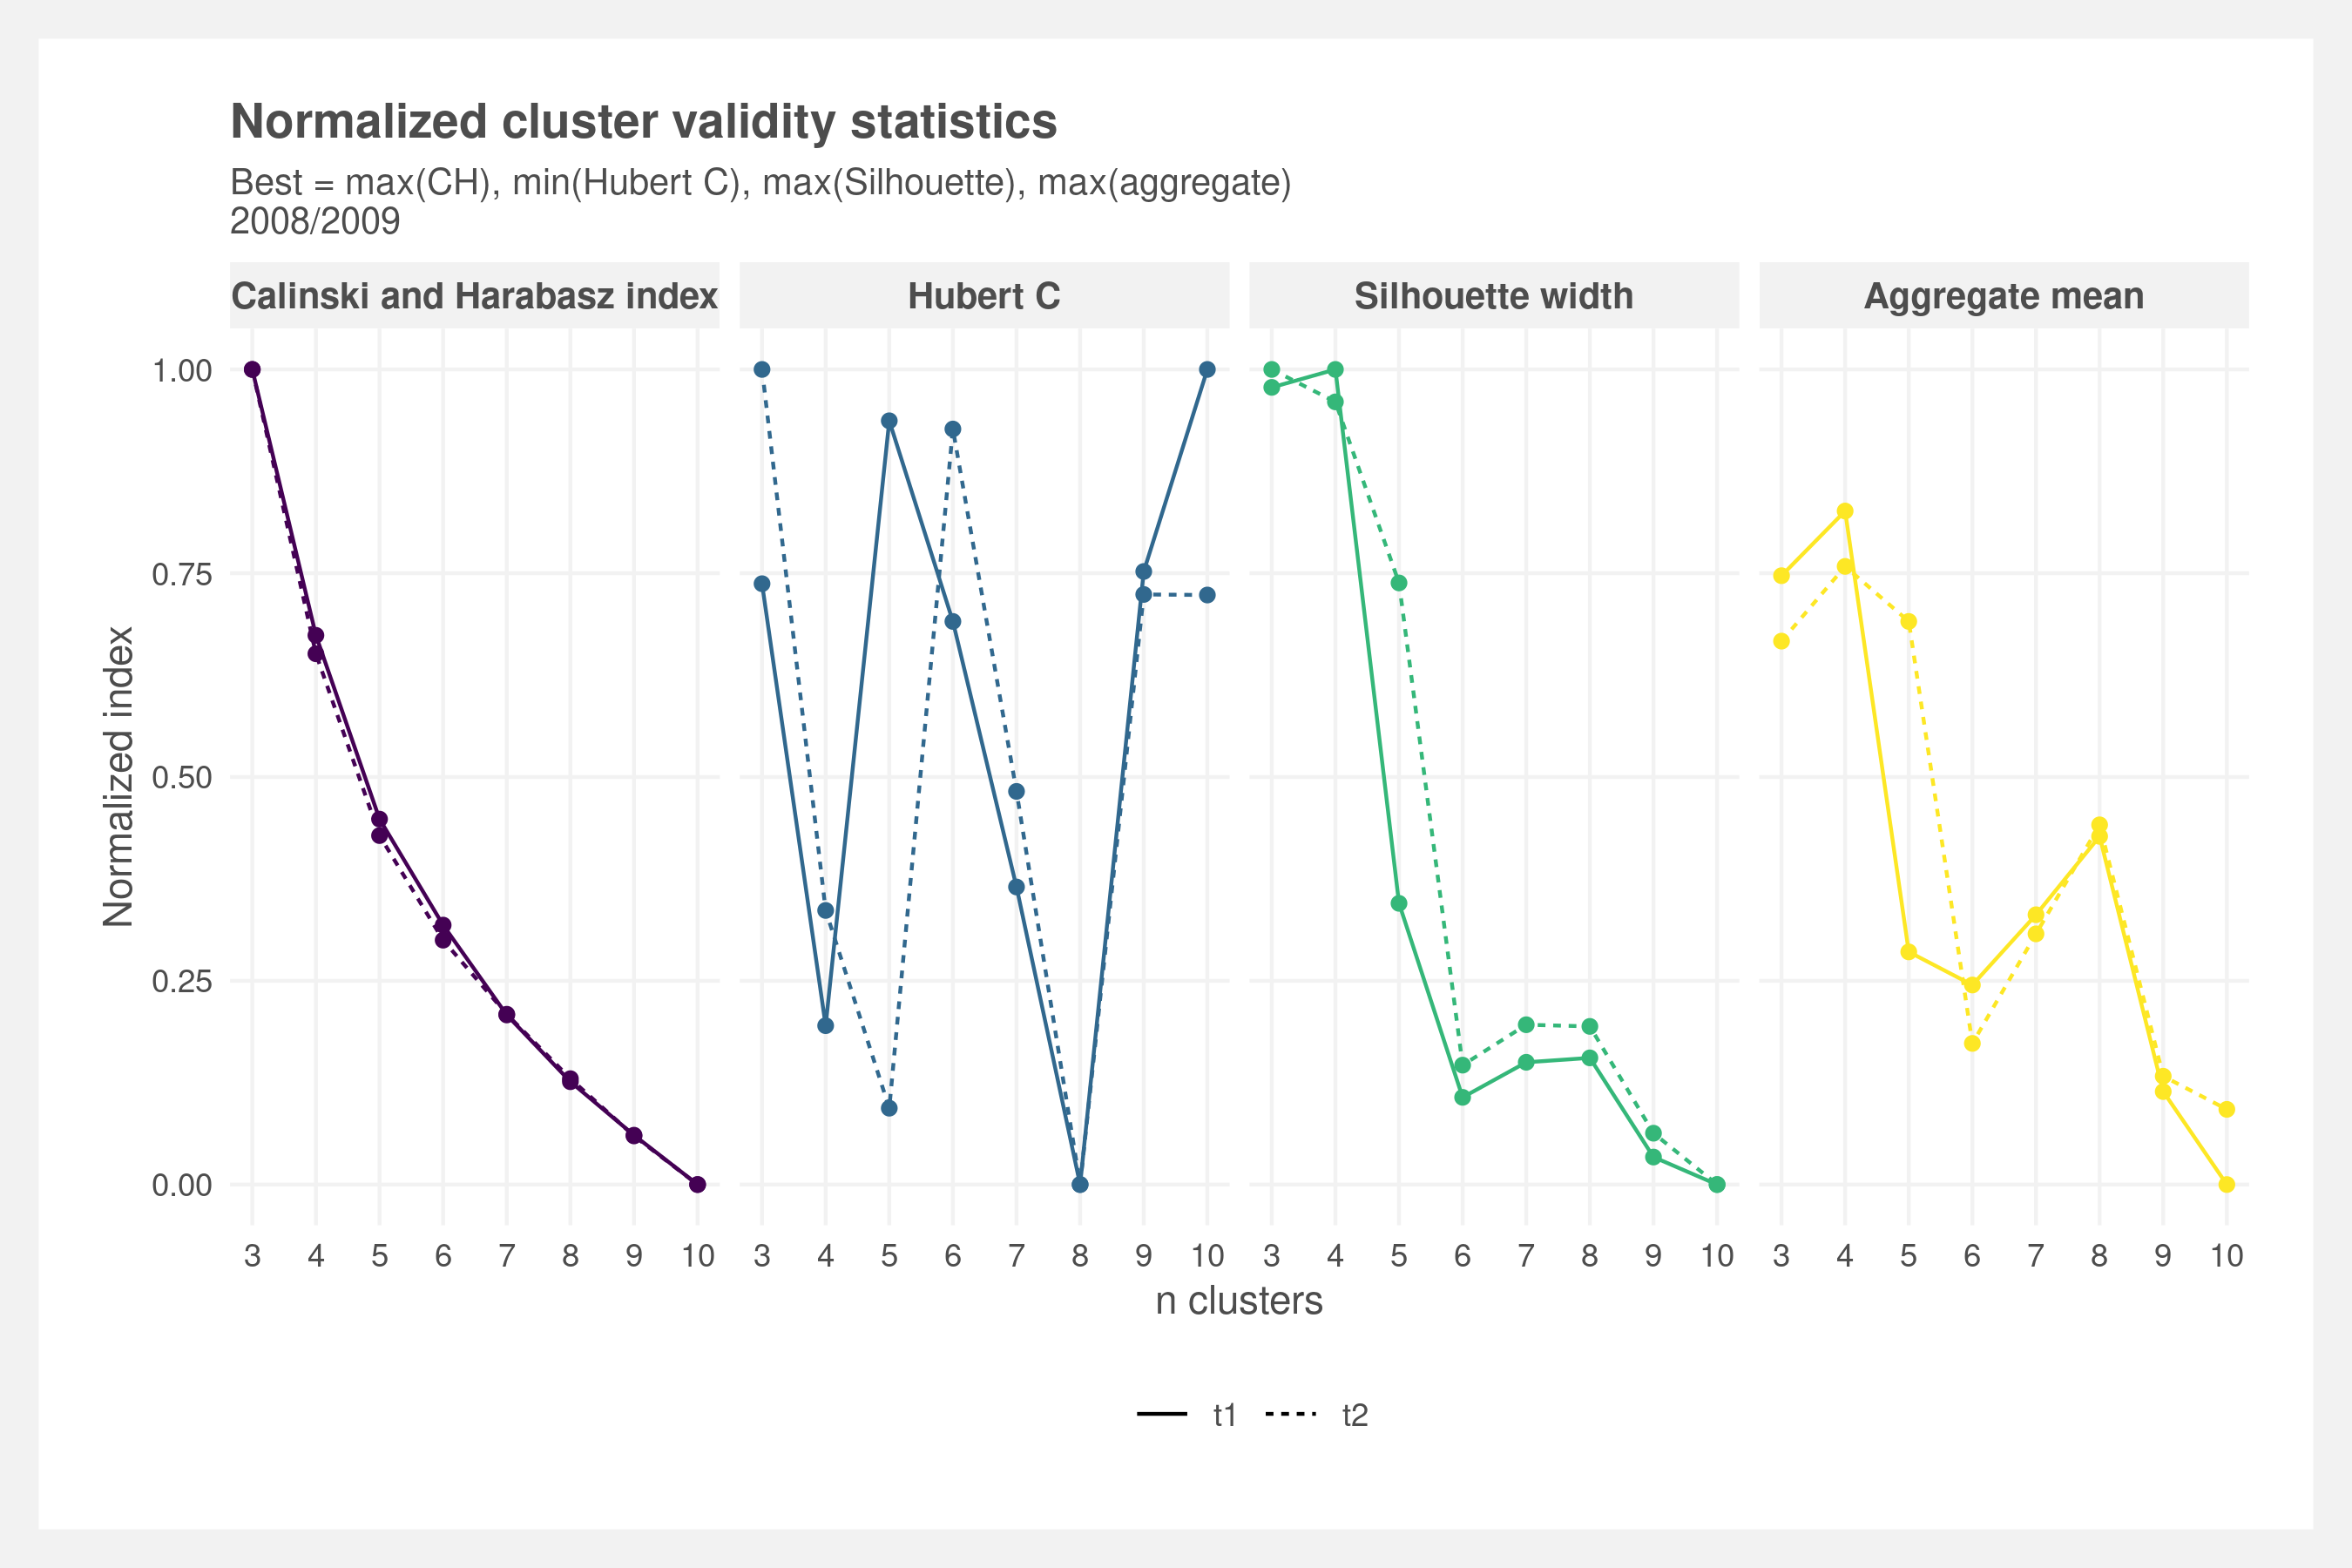 Normalized cluster validity statistics
Best = max(CH), min(Hubert C), max(Silhouette), max(aggregate)
2008/2009
Calinski and Harabasz index
Hubert C
Silhouette width
Aggregate mean
Normalized index
1.00
0.75
0.50
0.25
0.00
3 4 5 6 7 8 9 10
3 4 5 6 7 8 9 10
3 4 5 6 7 8 9 10
3 4 5 6 7 8 9 10
n clusters
t1 t2